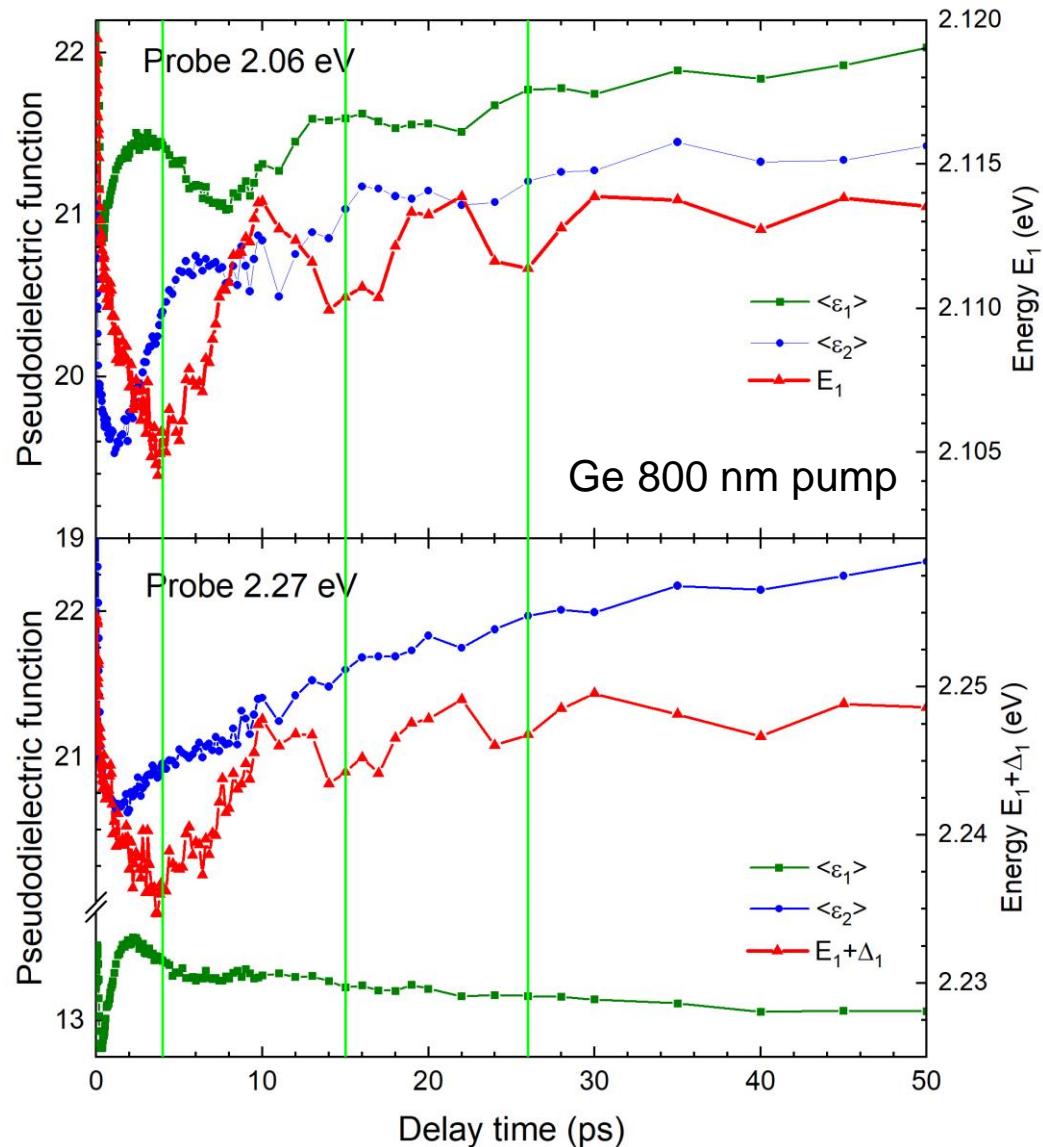 Probe 2.06 eV
Pseudodielectric function
22
21
20
19
2.120
2.115
2.110
2.105
Energy E₁ (eV)
<ε₁>
<ε₂>
E₁
Ge 800 nm pump
Probe 2.27 eV
Pseudodielectric function
19
22
21
13
2.25
2.24
2.23
Energy E₁+Δ₁ (eV)
<ε₁>
<ε₂>
E₁+Δ₁
0 10 20 30 40 50
Delay time (ps)